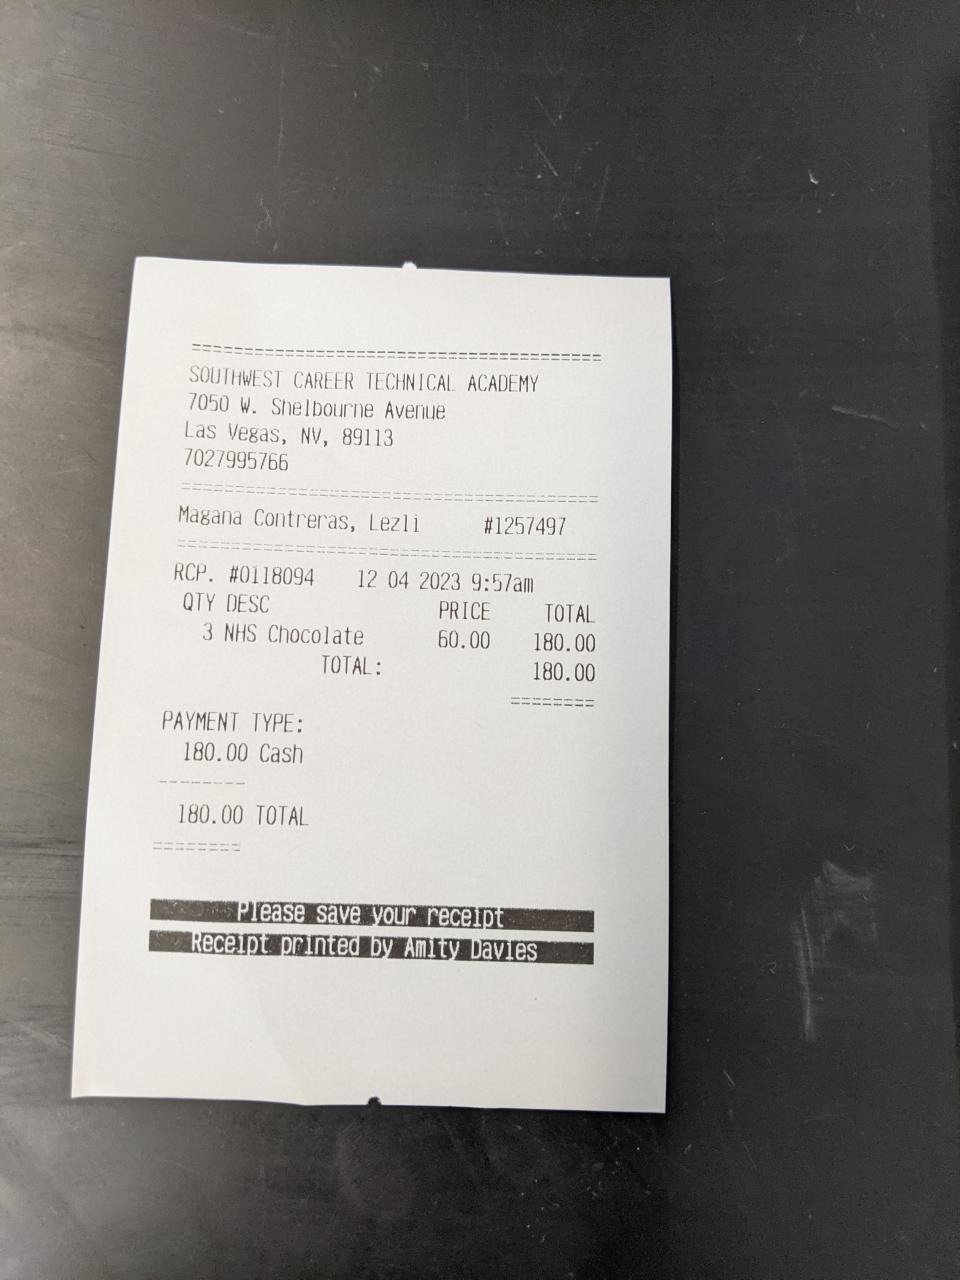 =======================================
SOUTHWEST CAREER TECHNICAL ACADEMY
7050 W. Shelbourne Avenue
Las Vegas, NV, 89113
7027995766
=======================================
Magana Contreras, Lezli #1257497
=======================================
RCP. #0118094 12 04 2023 9:57am
QTY DESC PRICE TOTAL
3 NHS Chocolate 60.00 180.00
TOTAL: 180.00
========
PAYMENT TYPE:
180.00 Cash
--------
180.00 TOTAL
========
Please save your receipt
Receipt printed by Amity Davies